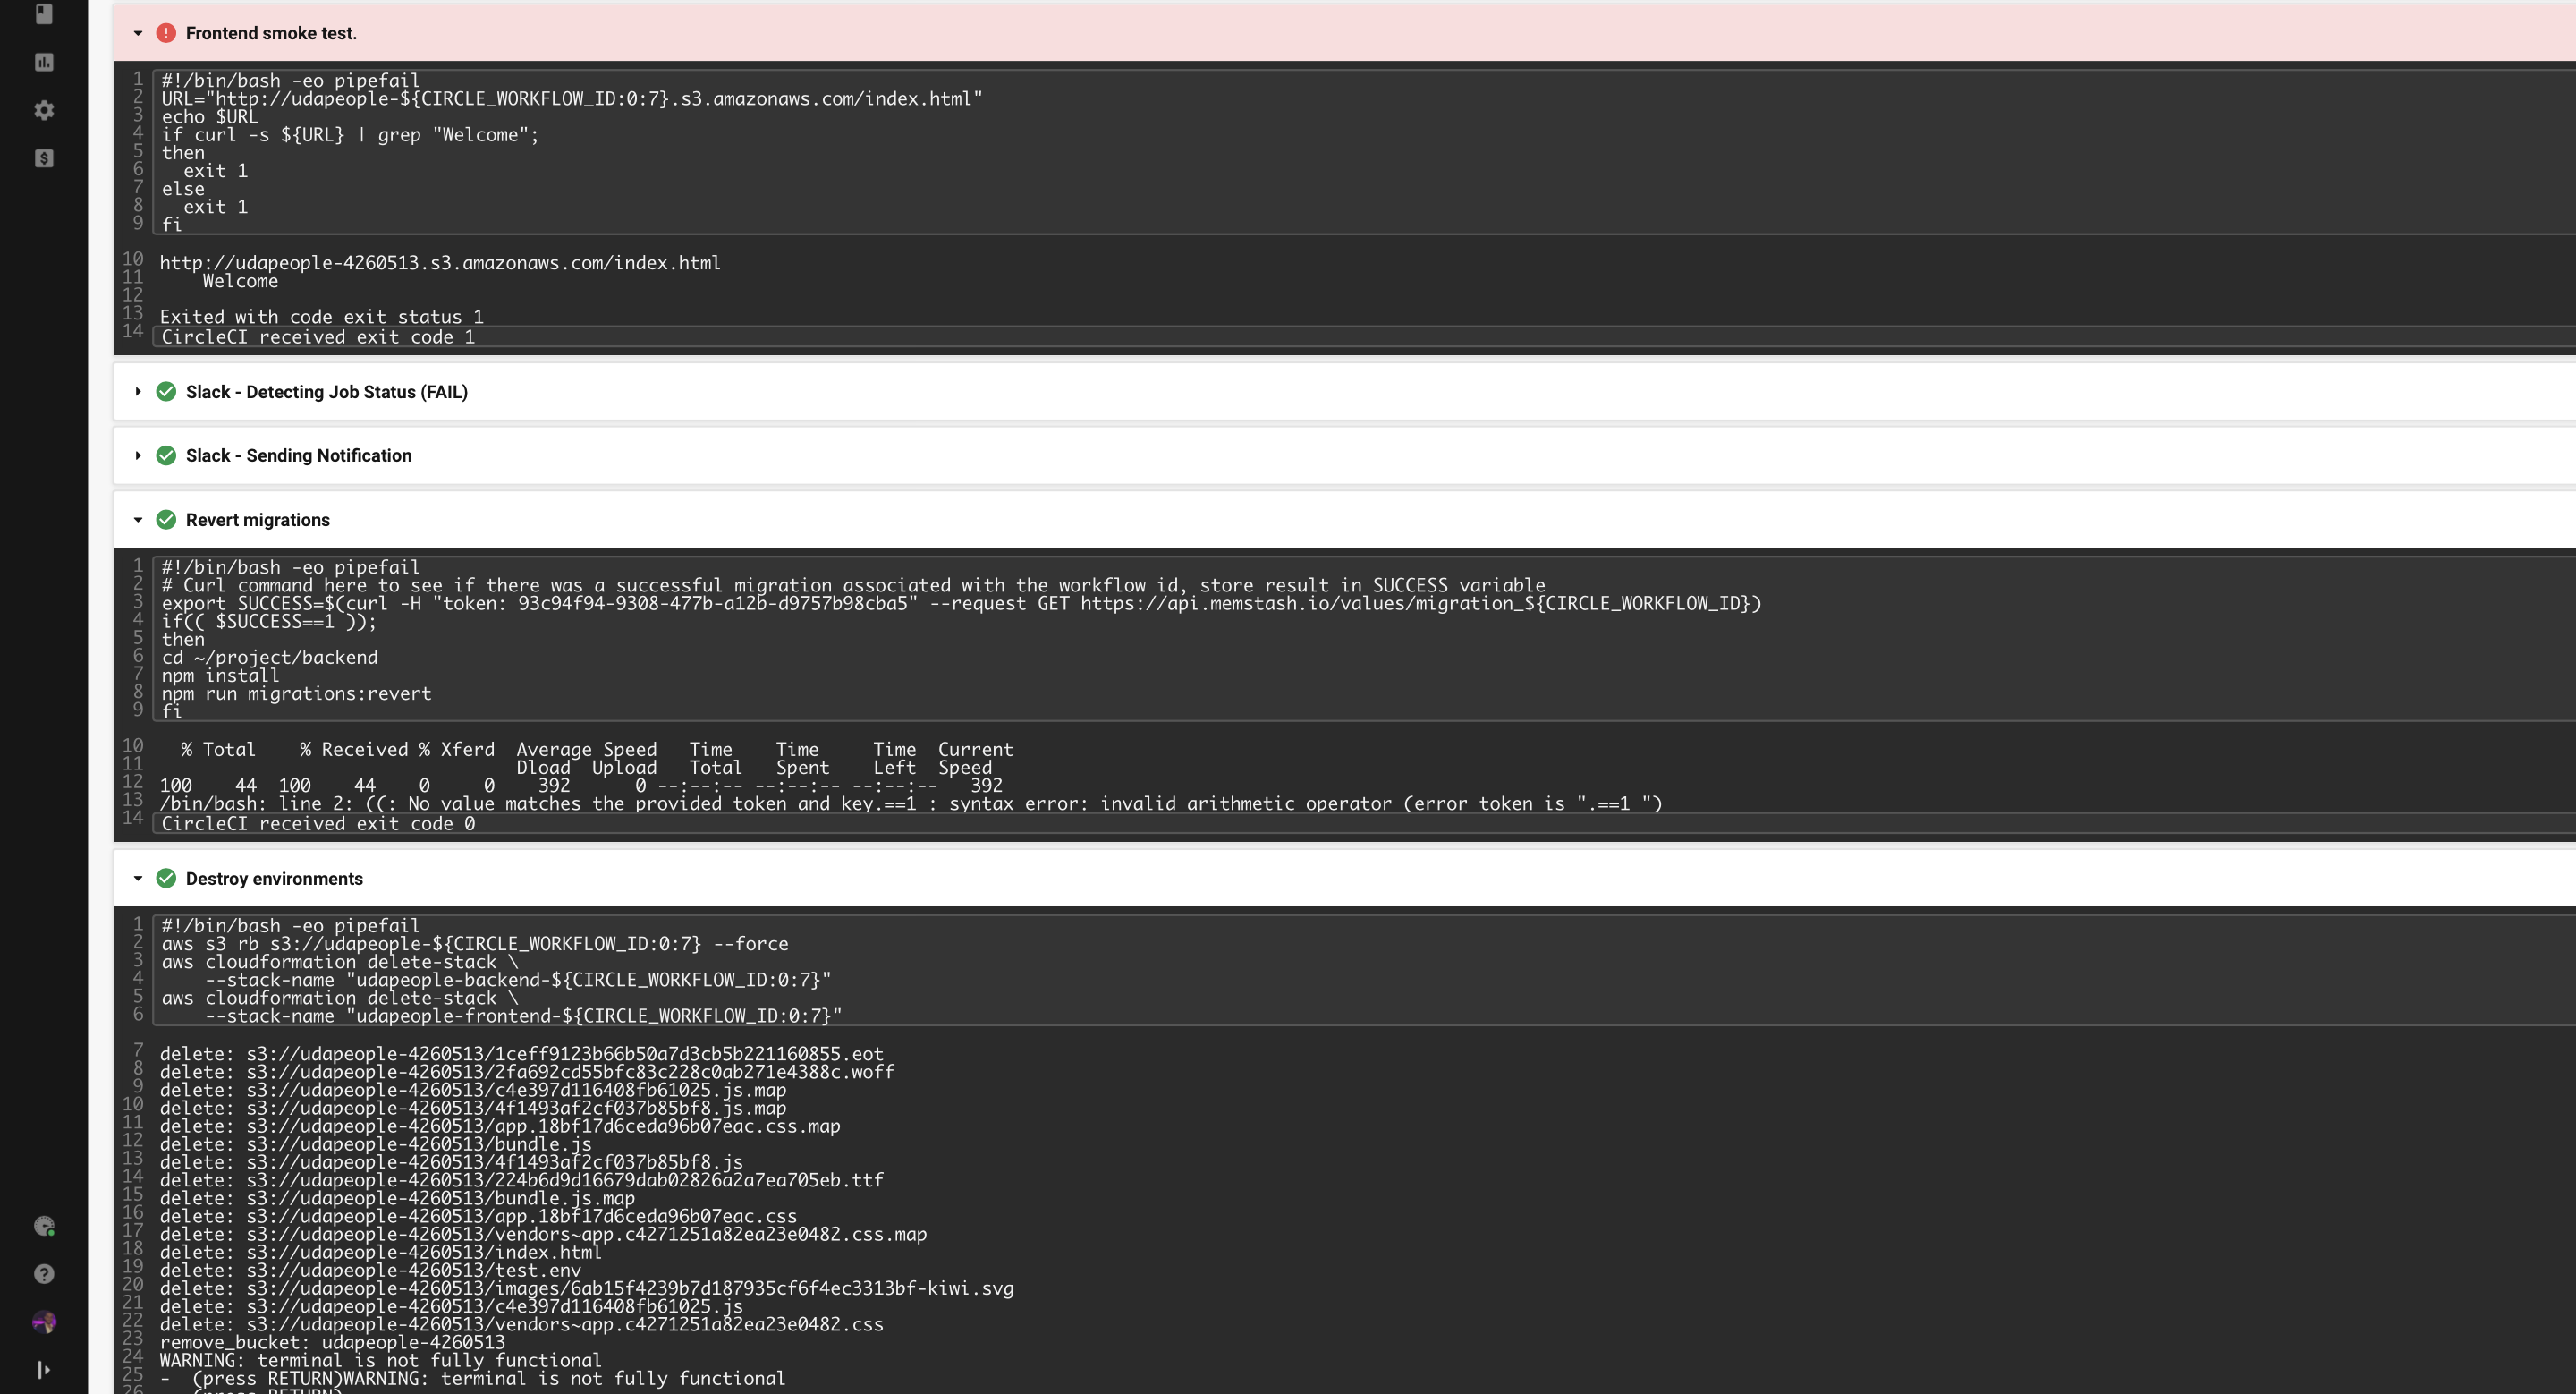 Frontend smoke test.
1 #!/bin/bash -eo pipefail
2 URL="http://udapeople-${CIRCLE_WORKFLOW_ID:0:7}.s3.amazonaws.com/index.html"
3 echo $URL
4 if curl -s ${URL} | grep "Welcome";
5 then
6   exit 1
7 else
8   exit 1
9 fi
10 http://udapeople-4260513.s3.amazonaws.com/index.html
11     Welcome
12
13 Exited with code exit status 1
14 CircleCI received exit code 1
Slack - Detecting Job Status (FAIL)
Slack - Sending Notification
Revert migrations
1 #!/bin/bash -eo pipefail
2 # Curl command here to see if there was a successful migration associated with the workflow id, store result in SUCCESS variable
3 export SUCCESS=$(curl -H "token: 93c94f94-9308-477b-a12b-d9757b98cba5" --request GET https://api.memstash.io/values/migration_${CIRCLE_WORKFLOW_ID})
4 if(( $SUCCESS==1 ));
5 then
6 cd ~/project/backend
7 npm install
8 npm run migrations:revert
9 fi
10   % Total    % Received % Xferd  Average Speed   Time    Time     Time  Current
11                                  Dload  Upload   Total   Spent    Left  Speed
12 100    44  100    44    0     0    392      0 --:--:-- --:--:-- --:--:--   392
13 /bin/bash: line 2: ((: No value matches the provided token and key.==1 : syntax error: invalid arithmetic operator (error token is ".==1 ")
14 CircleCI received exit code 0
Destroy environments
1 #!/bin/bash -eo pipefail
2 aws s3 rb s3://udapeople-${CIRCLE_WORKFLOW_ID:0:7} --force
3 aws cloudformation delete-stack \
4     --stack-name "udapeople-backend-${CIRCLE_WORKFLOW_ID:0:7}"
5 aws cloudformation delete-stack \
6     --stack-name "udapeople-frontend-${CIRCLE_WORKFLOW_ID:0:7}"
7 delete: s3://udapeople-4260513/1ceff9123b66b50a7d3cb5b221160855.eot
8 delete: s3://udapeople-4260513/2fa692cd55bfc83c228c0ab271e4388c.woff
9 delete: s3://udapeople-4260513/c4e397d116408fb61025.js.map
10 delete: s3://udapeople-4260513/4f1493af2cf037b85bf8.js.map
11 delete: s3://udapeople-4260513/app.18bf17d6ceda96b07eac.css.map
12 delete: s3://udapeople-4260513/bundle.js
13 delete: s3://udapeople-4260513/4f1493af2cf037b85bf8.js
14 delete: s3://udapeople-4260513/224b6d9d16679dab02826a2a7ea705eb.ttf
15 delete: s3://udapeople-4260513/bundle.js.map
16 delete: s3://udapeople-4260513/app.18bf17d6ceda96b07eac.css
17 delete: s3://udapeople-4260513/vendors~app.c4271251a82ea23e0482.css.map
18 delete: s3://udapeople-4260513/index.html
19 delete: s3://udapeople-4260513/test.env
20 delete: s3://udapeople-4260513/images/6ab15f4239b7d187935cf6f4ec3313bf-kiwi.svg
21 delete: s3://udapeople-4260513/c4e397d116408fb61025.js
22 delete: s3://udapeople-4260513/vendors~app.c4271251a82ea23e0482.css
23 remove_bucket: udapeople-4260513
24 WARNING: terminal is not fully functional
25 -  (press RETURN)WARNING: terminal is not fully functional